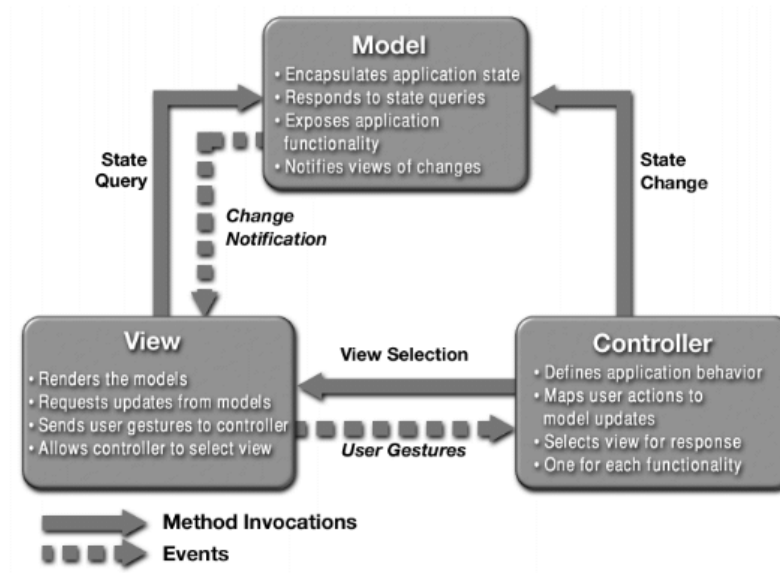 Model
• Encapsulates application state
• Responds to state queries
• Exposes application
functionality
• Notifies views of changes
State
Query
State
Change
Change
Notification
View
• Renders the models
• Requests updates from models
• Sends user gestures to controller
• Allows controller to select view
View Selection
User Gestures
Controller
• Defines application behavior
• Maps user actions to
model updates
• Selects view for response
• One for each functionality
Method Invocations
Events